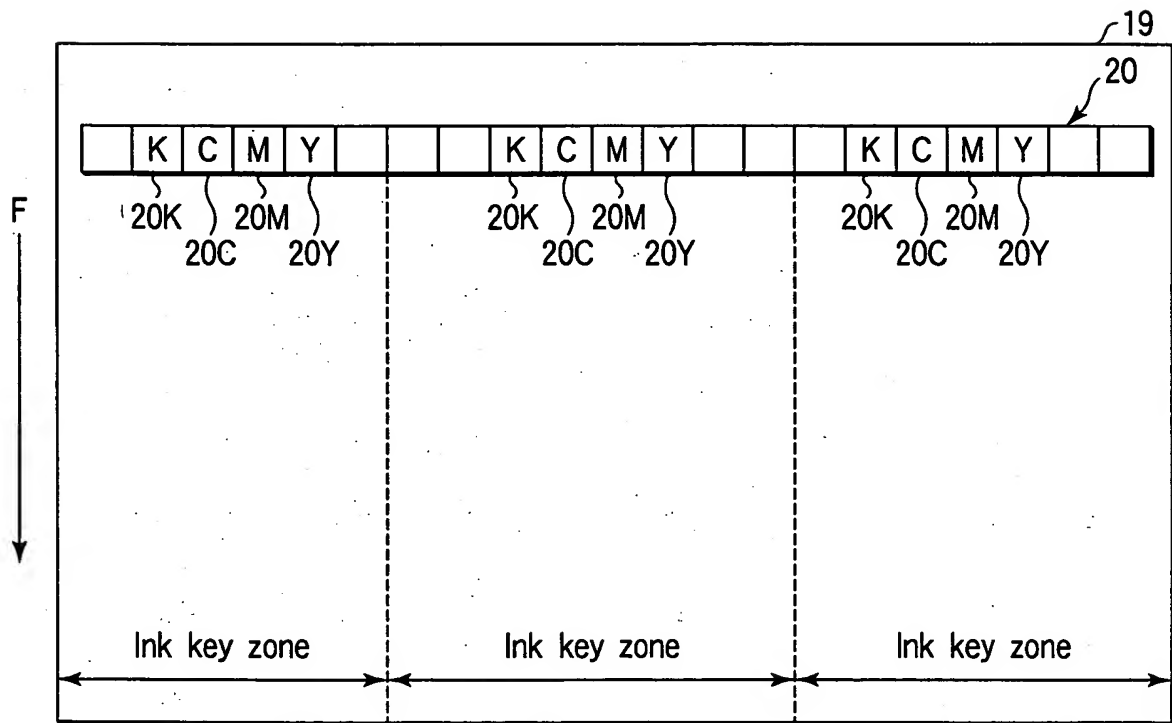 19
20
K C M Y K C M Y K C M Y
F
20K 20M 20K 20M 20K 20M
20C 20Y 20C 20Y 20C 20Y
Ink key zone Ink key zone Ink key zone